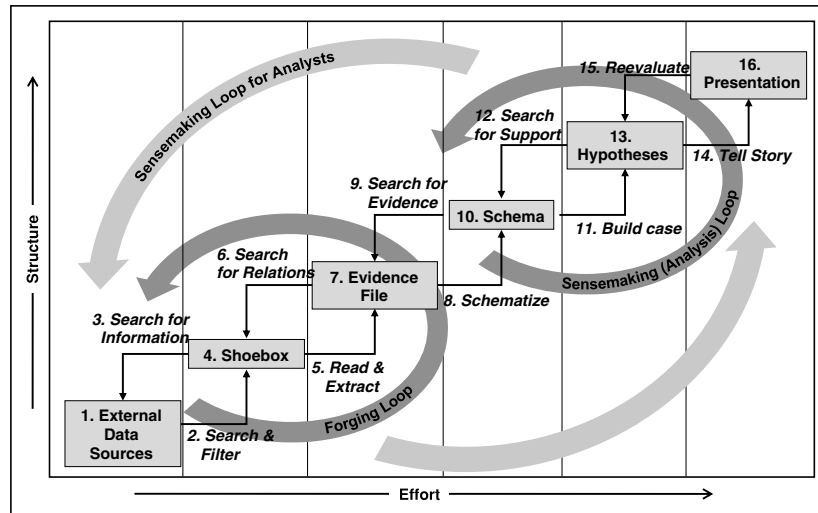 16.
Presentation
15. Reevaluate
Sensemaking Loop for Analysts
12. Search
for Support
13.
Hypotheses
14. Tell Story
9. Search for
Evidence
10. Schema
11. Build case
Sensemaking (Analysis) Loop
Structure
6. Search
for Relations
7. Evidence
File
8. Schematize
3. Search for
Information
4. Shoebox
5. Read &
Extract
Forging Loop
1. External
Data
Sources
2. Search &
Filter
Effort